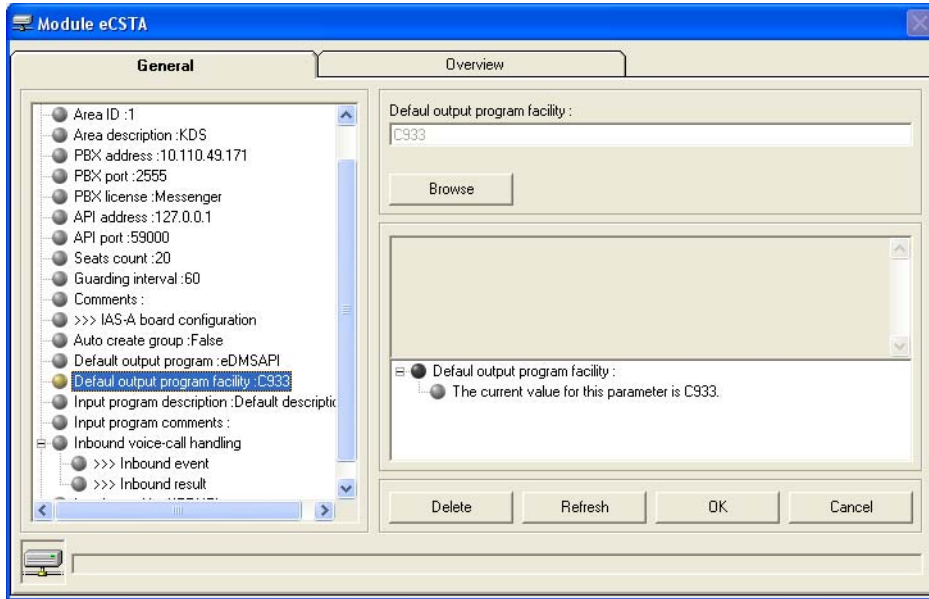 Module eCSTA
General
Overview
Area ID :1
Area description :KDS
PBX address :10.110.49.171
PBX port :2555
PBX license :Messenger
API address :127.0.0.1
API port :59000
Seats count :20
Guarding interval :60
Comments :
>>> IAS-A board configuration
Auto create group :False
Default output program :eDMSAPI
Defaul output program facility :C933
Input program description :Default descriptic
Input program comments :
Inbound voice-call handling
>>> Inbound event
>>> Inbound result
Defaul output program facility :
C933
Browse
Defaul output program facility :
The current value for this parameter is C933.
Delete
Refresh
OK
Cancel